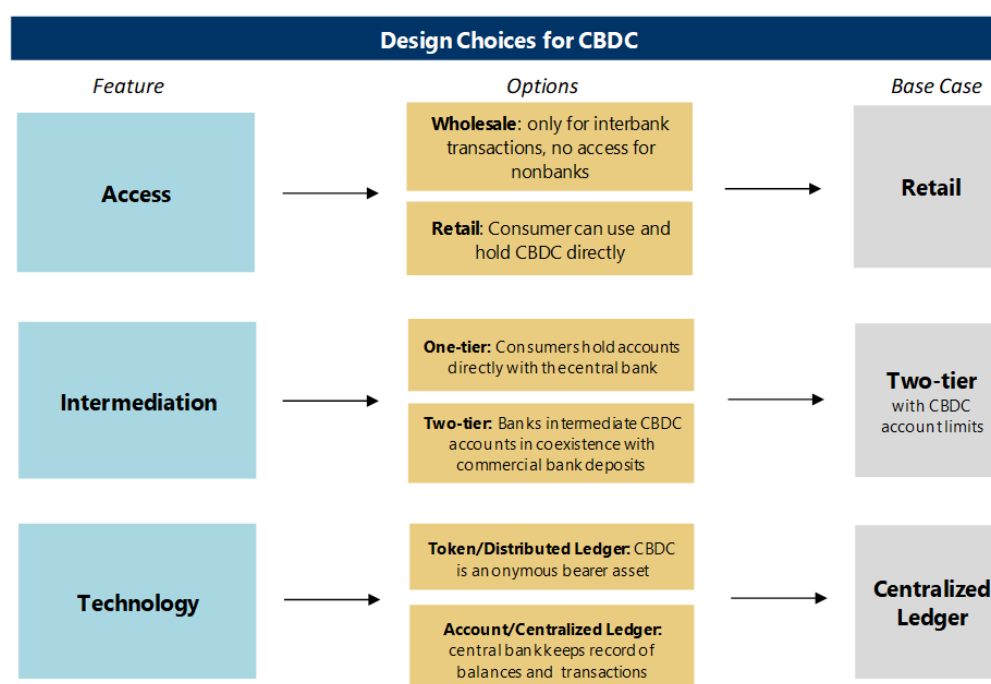 Design Choices for CBDC
Feature
Options
Base Case
Access
Wholesale: only for interbank
transactions, no access for
nonbanks
Retail: Consumer can use and
hold CBDC directly
Retail
Intermediation
One-tier: Consumers hold accounts
directly with thecentral bank
Two-tier: Banks intermediate CBDC
accounts in coexistence with
commercial bank deposits
Two-tier
with CBDC
account limits
Technology
Token/Distributed Ledger: CBDC
is anonymous bearer asset
Account/Centralized Ledger:
central bank keeps record of
balances and transactions
Centralized
Ledger